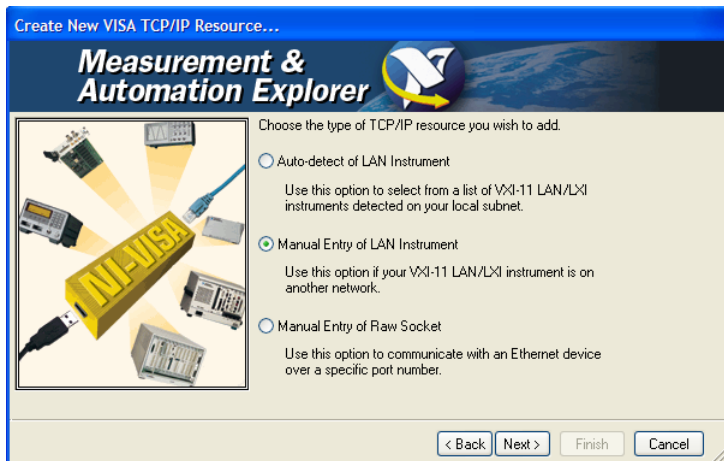 Create New VISA TCP/IP Resource...
Measurement &
Automation Explorer
Choose the type of TCP/IP resource you wish to add.
Auto-detect of LAN Instrument
Use this option to select from a list of VXI-11 LAN/LXI
instruments detected on your local subnet.
Manual Entry of LAN Instrument
Use this option if your VXI-11 LAN/LXI instrument is on
another network.
Manual Entry of Raw Socket
Use this option to communicate with an Ethernet device
over a specific port number.
NI-VISA
< Back
Next >
Finish
Cancel